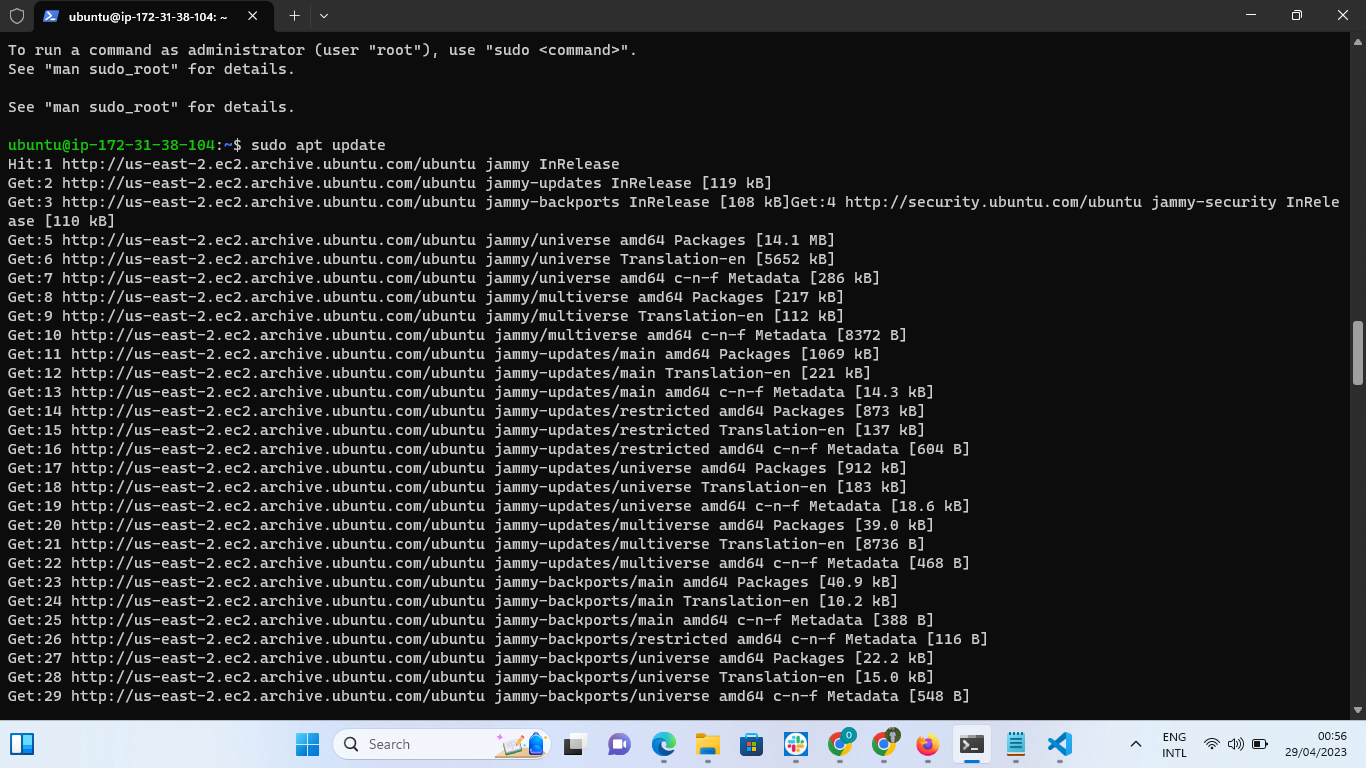 ubuntu@ip-172-31-38-104: ~
To run a command as administrator (user "root"), use "sudo <command>".
See "man sudo_root" for details.
See "man sudo_root" for details.
ubuntu@ip-172-31-38-104:~$ sudo apt update
Hit:1 http://us-east-2.ec2.archive.ubuntu.com/ubuntu jammy InRelease
Get:2 http://us-east-2.ec2.archive.ubuntu.com/ubuntu jammy-updates InRelease [119 kB]
Get:3 http://us-east-2.ec2.archive.ubuntu.com/ubuntu jammy-backports InRelease [108 kB]Get:4 http://security.ubuntu.com/ubuntu jammy-security InRele
ase [110 kB]
Get:5 http://us-east-2.ec2.archive.ubuntu.com/ubuntu jammy/universe amd64 Packages [14.1 MB]
Get:6 http://us-east-2.ec2.archive.ubuntu.com/ubuntu jammy/universe Translation-en [5652 kB]
Get:7 http://us-east-2.ec2.archive.ubuntu.com/ubuntu jammy/universe amd64 c-n-f Metadata [286 kB]
Get:8 http://us-east-2.ec2.archive.ubuntu.com/ubuntu jammy/multiverse amd64 Packages [217 kB]
Get:9 http://us-east-2.ec2.archive.ubuntu.com/ubuntu jammy/multiverse Translation-en [112 kB]
Get:10 http://us-east-2.ec2.archive.ubuntu.com/ubuntu jammy/multiverse amd64 c-n-f Metadata [8372 B]
Get:11 http://us-east-2.ec2.archive.ubuntu.com/ubuntu jammy-updates/main amd64 Packages [1069 kB]
Get:12 http://us-east-2.ec2.archive.ubuntu.com/ubuntu jammy-updates/main Translation-en [221 kB]
Get:13 http://us-east-2.ec2.archive.ubuntu.com/ubuntu jammy-updates/main amd64 c-n-f Metadata [14.3 kB]
Get:14 http://us-east-2.ec2.archive.ubuntu.com/ubuntu jammy-updates/restricted amd64 Packages [873 kB]
Get:15 http://us-east-2.ec2.archive.ubuntu.com/ubuntu jammy-updates/restricted Translation-en [137 kB]
Get:16 http://us-east-2.ec2.archive.ubuntu.com/ubuntu jammy-updates/restricted amd64 c-n-f Metadata [604 B]
Get:17 http://us-east-2.ec2.archive.ubuntu.com/ubuntu jammy-updates/universe amd64 Packages [912 kB]
Get:18 http://us-east-2.ec2.archive.ubuntu.com/ubuntu jammy-updates/universe Translation-en [183 kB]
Get:19 http://us-east-2.ec2.archive.ubuntu.com/ubuntu jammy-updates/universe amd64 c-n-f Metadata [18.6 kB]
Get:20 http://us-east-2.ec2.archive.ubuntu.com/ubuntu jammy-updates/multiverse amd64 Packages [39.0 kB]
Get:21 http://us-east-2.ec2.archive.ubuntu.com/ubuntu jammy-updates/multiverse Translation-en [8736 B]
Get:22 http://us-east-2.ec2.archive.ubuntu.com/ubuntu jammy-updates/multiverse amd64 c-n-f Metadata [468 B]
Get:23 http://us-east-2.ec2.archive.ubuntu.com/ubuntu jammy-backports/main amd64 Packages [40.9 kB]
Get:24 http://us-east-2.ec2.archive.ubuntu.com/ubuntu jammy-backports/main Translation-en [10.2 kB]
Get:25 http://us-east-2.ec2.archive.ubuntu.com/ubuntu jammy-backports/main amd64 c-n-f Metadata [388 B]
Get:26 http://us-east-2.ec2.archive.ubuntu.com/ubuntu jammy-backports/restricted amd64 c-n-f Metadata [116 B]
Get:27 http://us-east-2.ec2.archive.ubuntu.com/ubuntu jammy-backports/universe amd64 Packages [22.2 kB]
Get:28 http://us-east-2.ec2.archive.ubuntu.com/ubuntu jammy-backports/universe Translation-en [15.0 kB]
Get:29 http://us-east-2.ec2.archive.ubuntu.com/ubuntu jammy-backports/universe amd64 c-n-f Metadata [548 B]
Search
ENG
INTL
00:56
29/04/2023